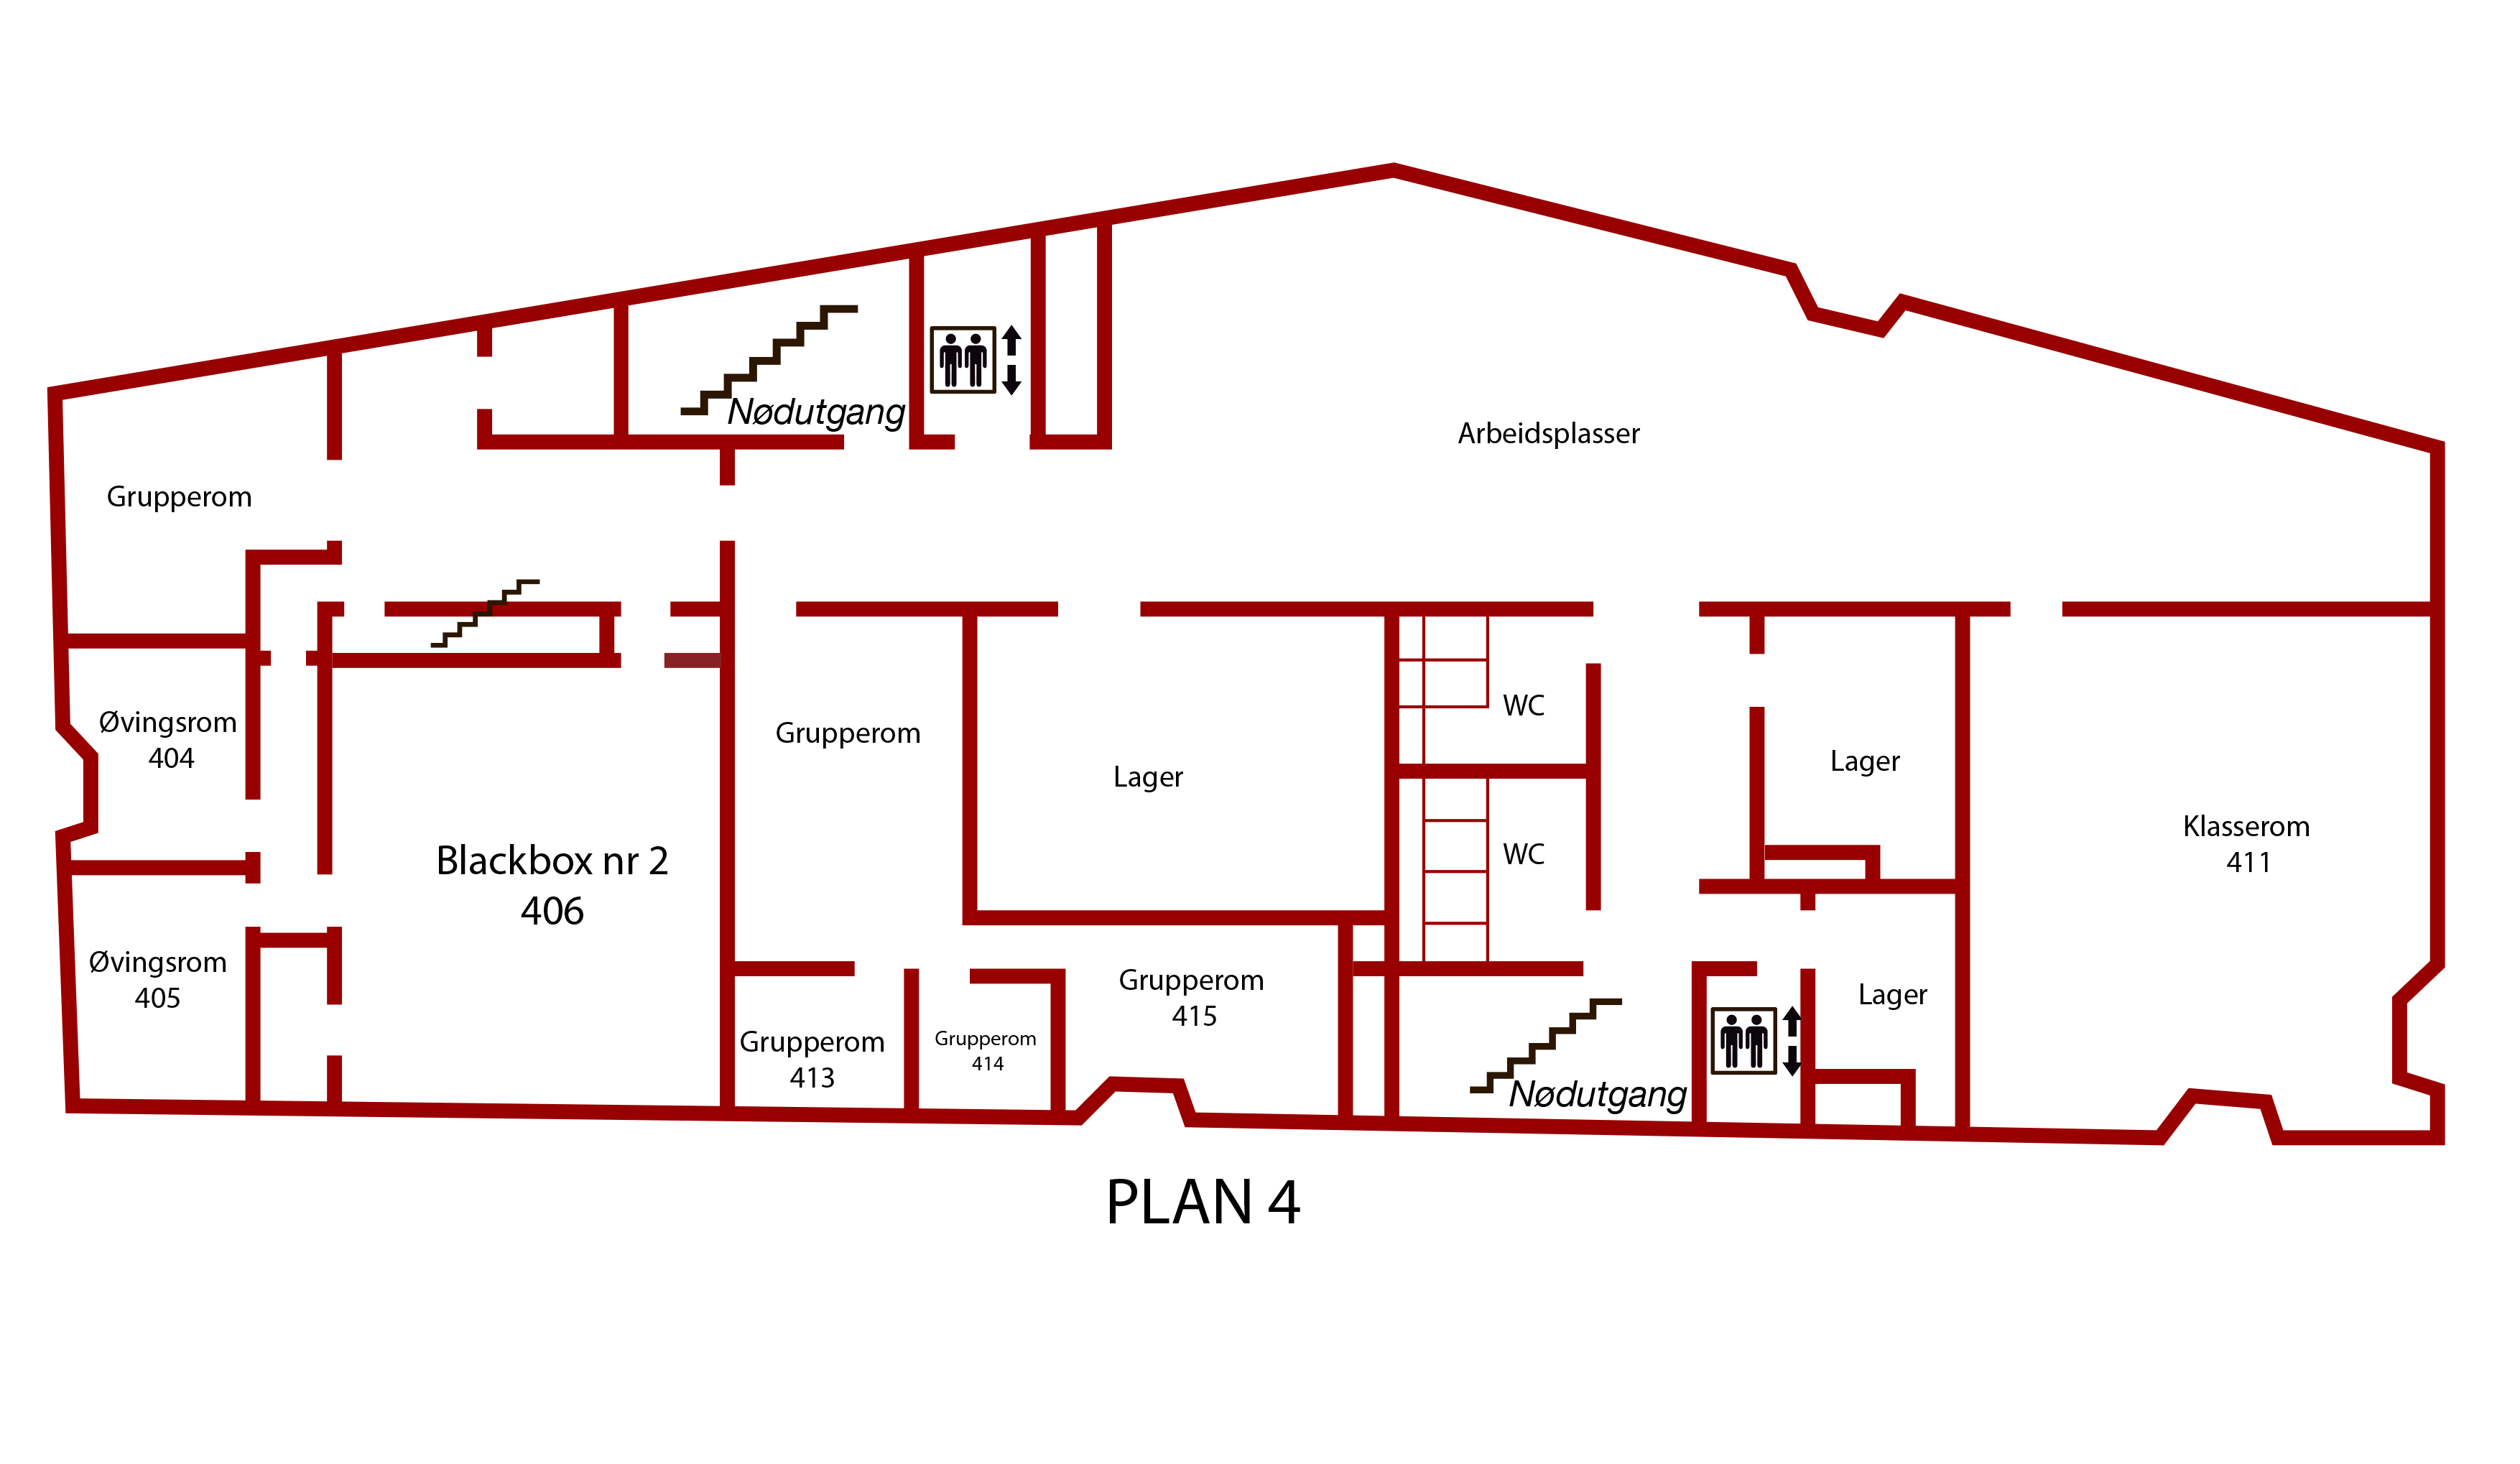 Nødutgang
Arbeidsplasser
Grupperom
Øvingsrom
404
Grupperom
WC
Lager
Lager
Klasserom
411
Blackbox nr 2
406
WC
Øvingsrom
405
Grupperom
415
Lager
Grupperom
413
Grupperom
414
Nødutgang
PLAN 4